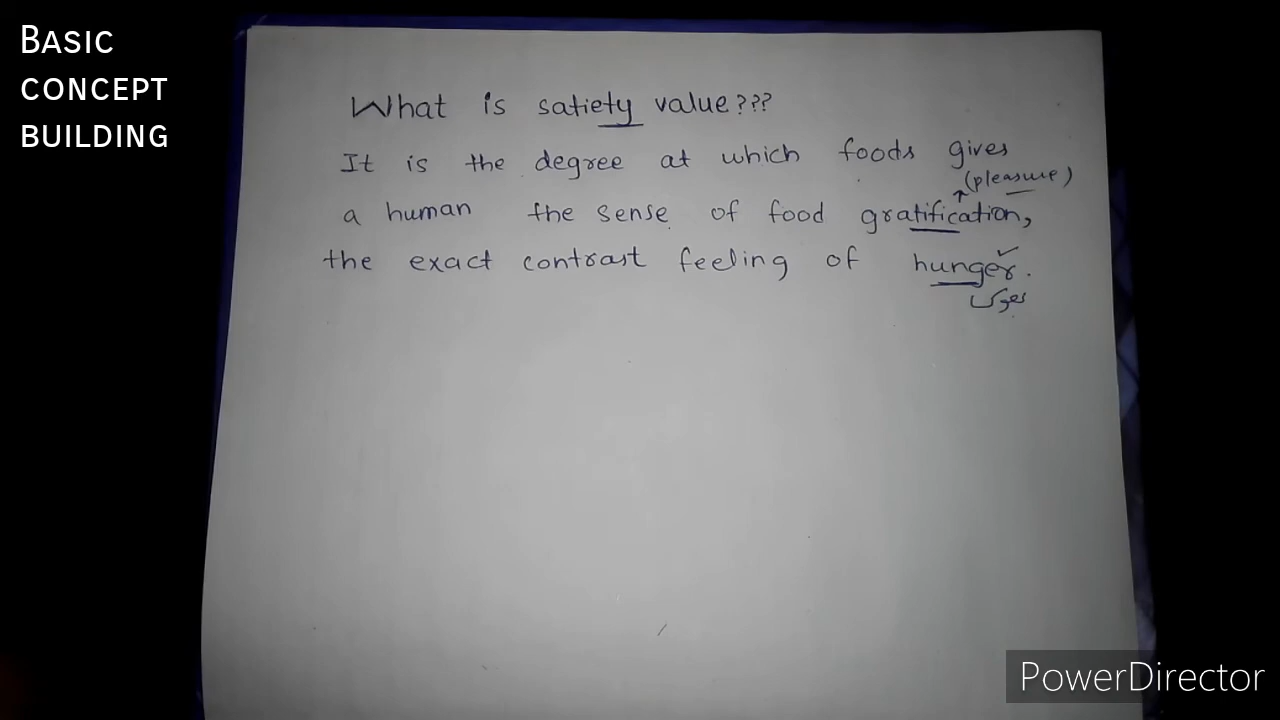 BASIC
CONCEPT
BUILDING
What is satiety value???
It is the degree at which foods gives
(pleasure)
a human the sense of food gratification,
the exact contrast feeling of hunger.
PowerDirector